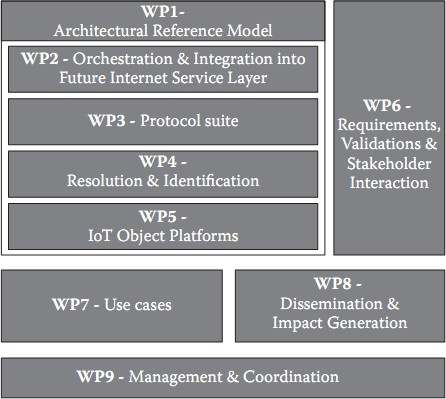 WP1-
Architectural Reference Model
WP2 - Orchestration & Integration into
Future Internet Service Layer
WP3 - Protocol suite
WP4 -
Resolution & Identification
WP5 -
IoT Object Platforms
WP6 -
Requirements,
Validations &
Stakeholder
Interaction
WP7 - Use cases
WP8 -
Dissemination &
Impact Generation
WP9 - Management & Coordination